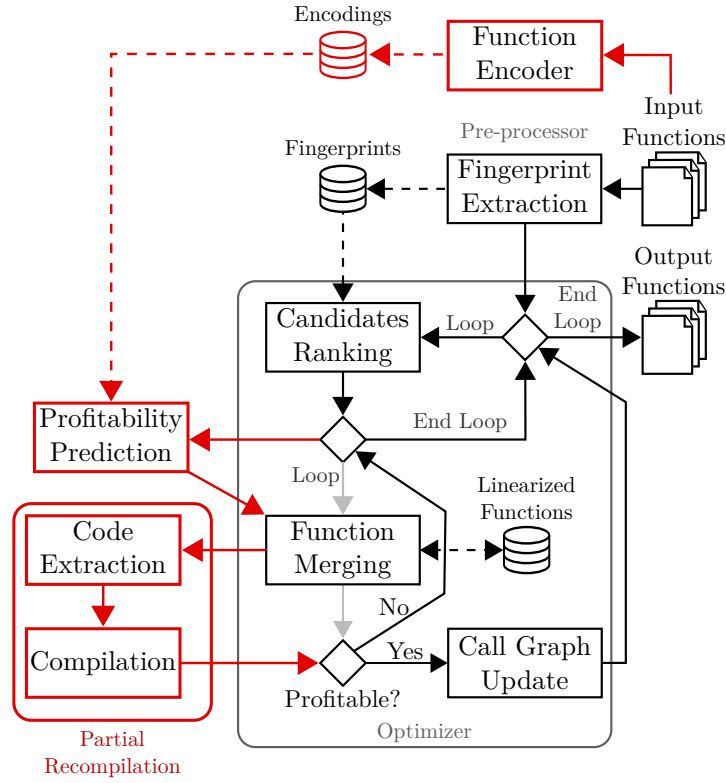 Encodings
Function
Encoder
Input
Functions
Pre-processor
Fingerprints
Fingerprint
Extraction
Output
Functions
End
Loop
Loop
Candidates
Ranking
Profitability
Prediction
End Loop
Loop
Linearized
Functions
Code
Extraction
Function
Merging
No
Compilation
Yes
Call Graph
Update
Profitable?
Optimizer
Partial
Recompilation